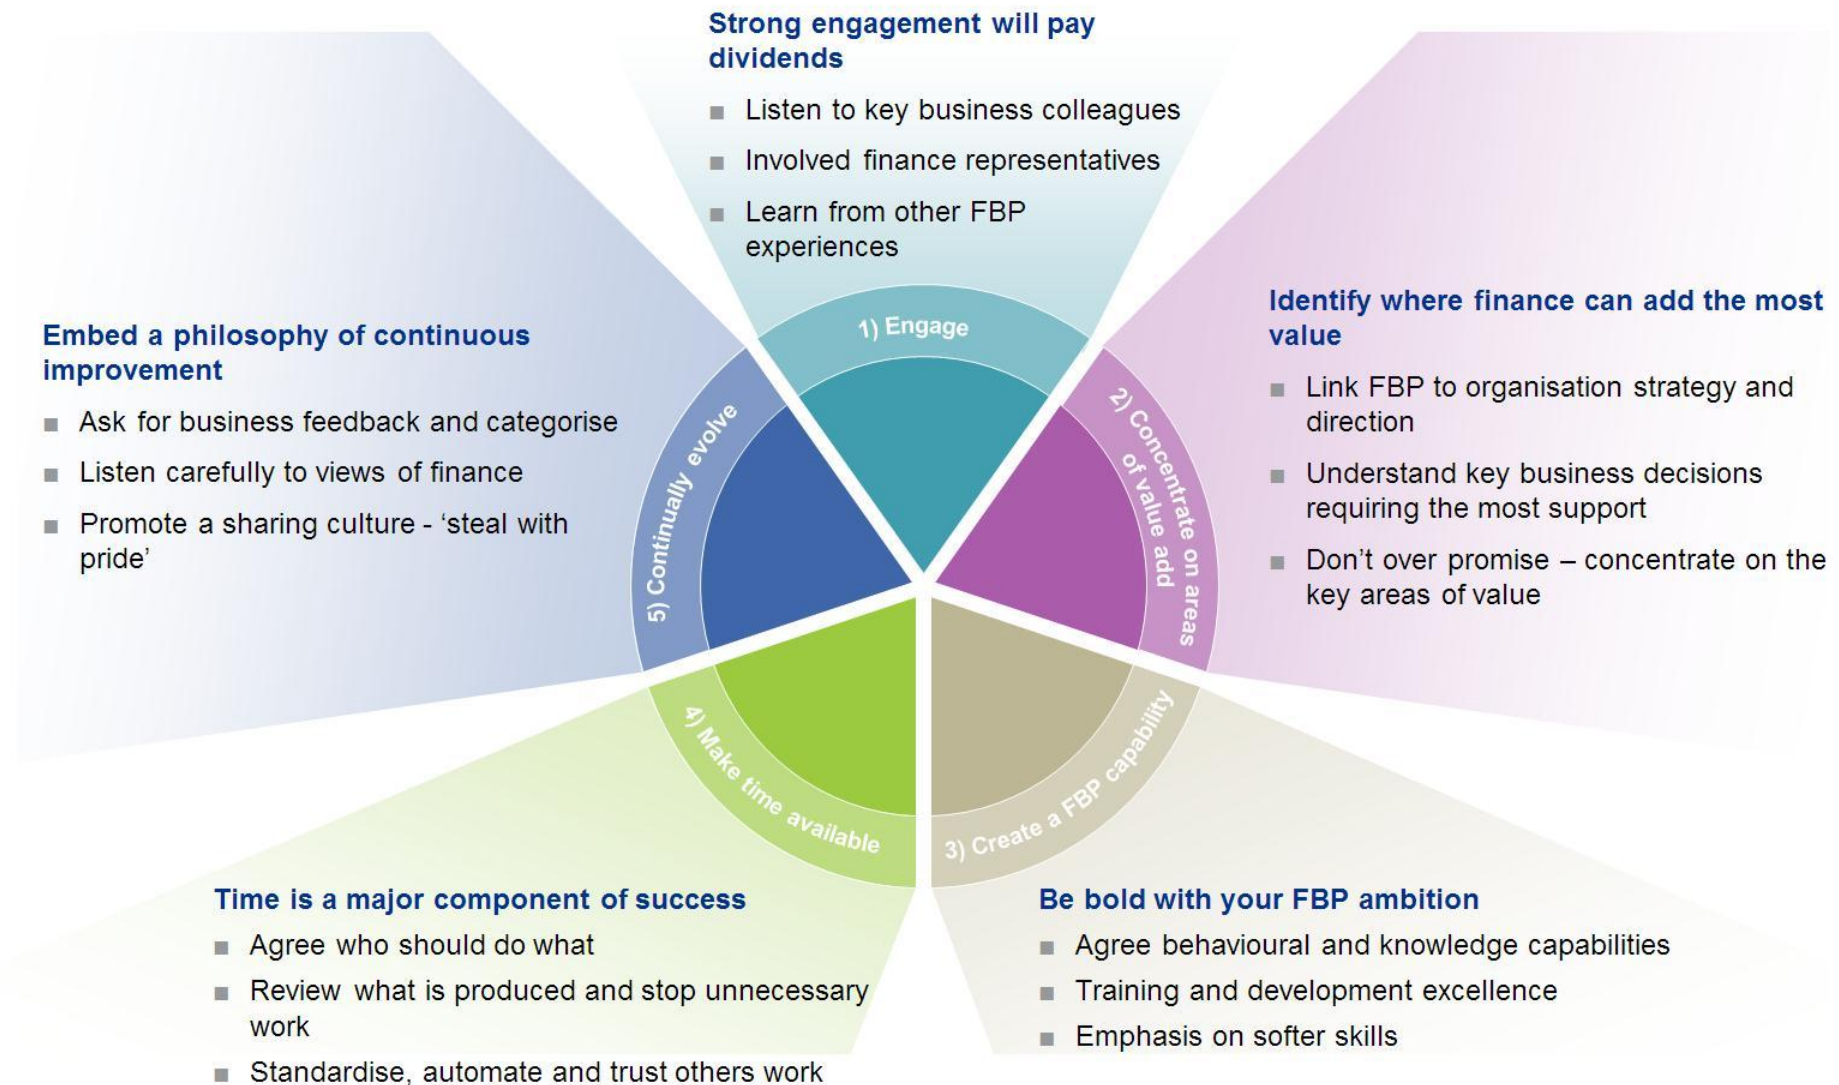 Strong engagement will pay
dividends
■ Listen to key business colleagues
■ Involved finance representatives
■ Learn from other FBP
experiences
1) Engage
Identify where finance can add the most
value
■ Link FBP to organisation strategy and
direction
■ Understand key business decisions
requiring the most support
■ Don’t over promise – concentrate on the
key areas of value
2) Concentrate on areas
of value add
Be bold with your FBP ambition
■ Agree behavioural and knowledge capabilities
■ Training and development excellence
■ Emphasis on softer skills
3) Create a FBP capability
Time is a major component of success
■ Agree who should do what
■ Review what is produced and stop unnecessary
work
■ Standardise, automate and trust others work
4) Make time available
Embed a philosophy of continuous
improvement
■ Ask for business feedback and categorise
■ Listen carefully to views of finance
■ Promote a sharing culture - ‘steal with
pride’
5) Continually evolve